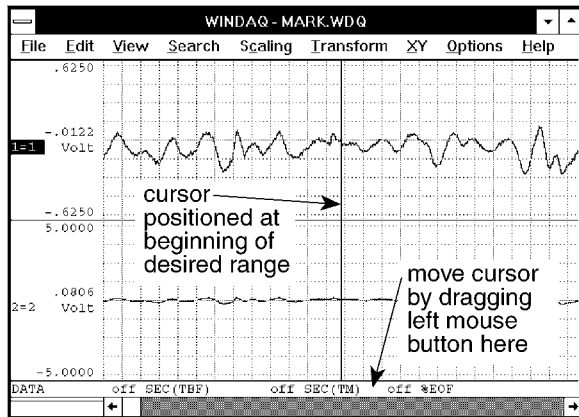 WINDAQ - MARK.WDQ
File Edit View Search Scaling Transform XY Options Help
.6250
-.0122
1=1 Volt
-.6250
5.0000
cursor
positioned at
beginning of
desired range
.0806
2=2 Volt
move cursor
by dragging
left mouse
button here
-5.0000
DATA off SEC(TBF) off SEC(TM) off %EOF